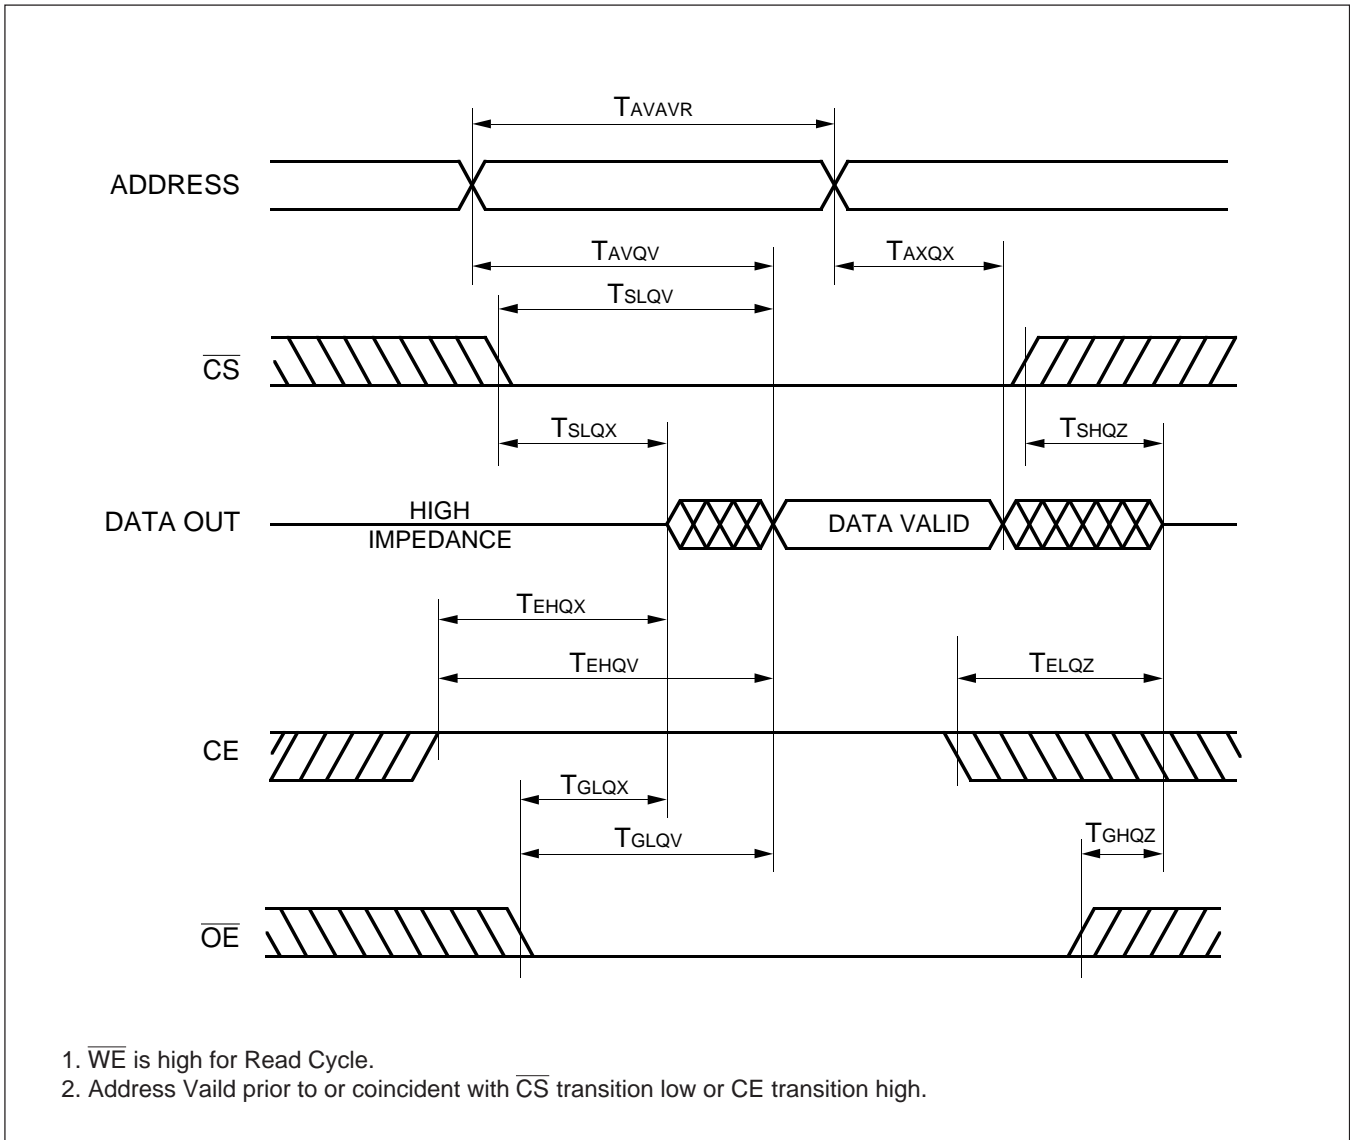 TAVAVR
ADDRESS
TAVQV
TAXQX
TSLQV
CS
TSLQX
TSHQZ
DATA OUT
HIGH
IMPEDANCE
DATA VALID
TEHQX
TEHQV
TELQZ
CE
TGLQX
TGLQV
TGHQZ
OE
1. WE is high for Read Cycle.
2. Address Vaild prior to or coincident with CS transition low or CE transition high.